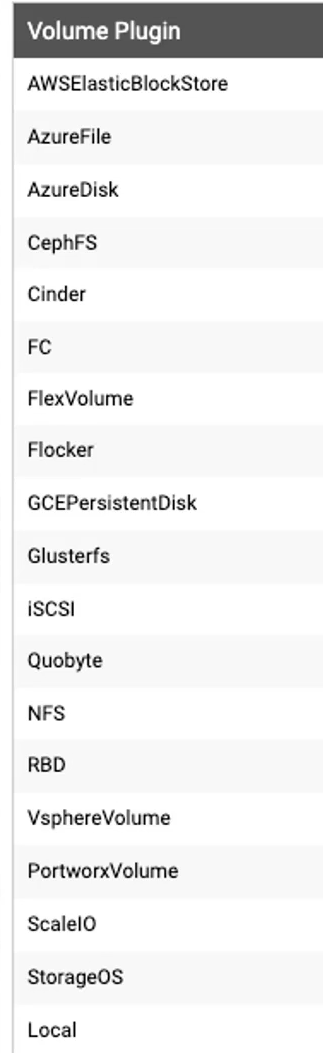 Volume Plugin
AWSElasticBlockStore
AzureFile
AzureDisk
CephFS
Cinder
FC
FlexVolume
Flocker
GCEPersistentDisk
Glusterfs
iSCSI
Quobyte
NFS
RBD
VsphereVolume
PortworxVolume
ScaleIO
StorageOS
Local